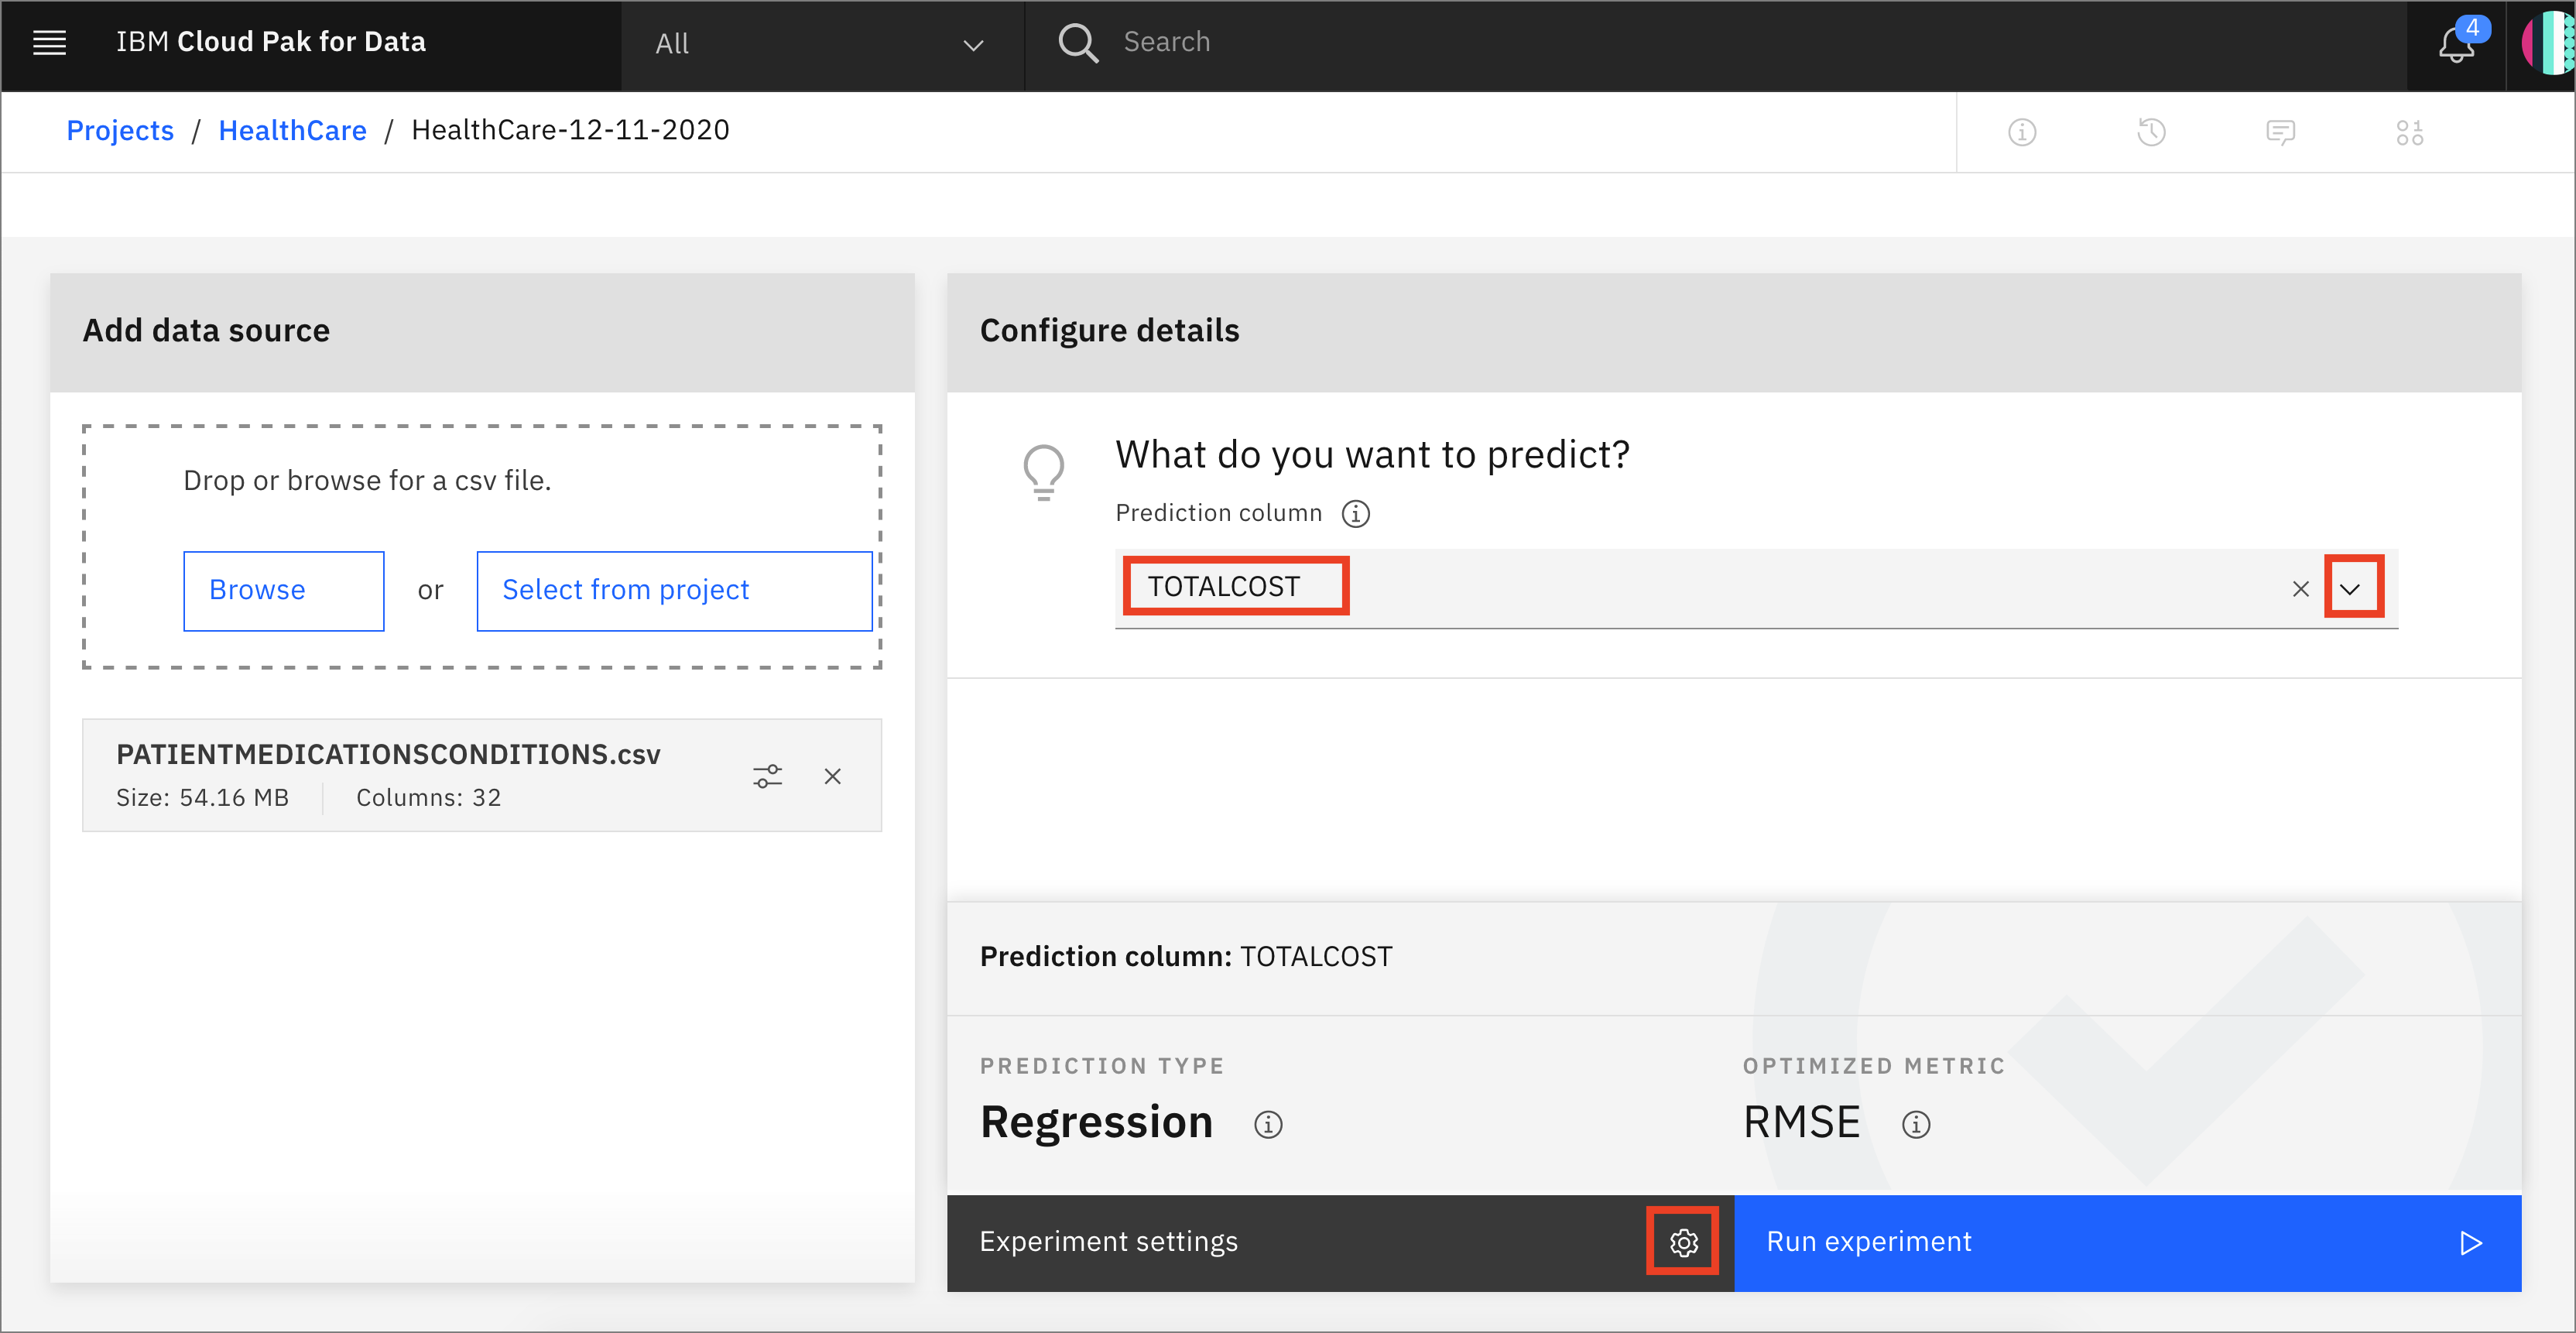 IBM Cloud Pak for Data
All
Search
4
Projects / HealthCare / HealthCare-12-11-2020
Add data source
Drop or browse for a csv file.
Browse or Select from project
PATIENTMEDICATIONSCONDITIONS.csv
Size: 54.16 MB Columns: 32
Configure details
What do you want to predict?
Prediction column
TOTALCOST
Prediction column: TOTALCOST
PREDICTION TYPE
Regression
OPTIMIZED METRIC
RMSE
Experiment settings
Run experiment